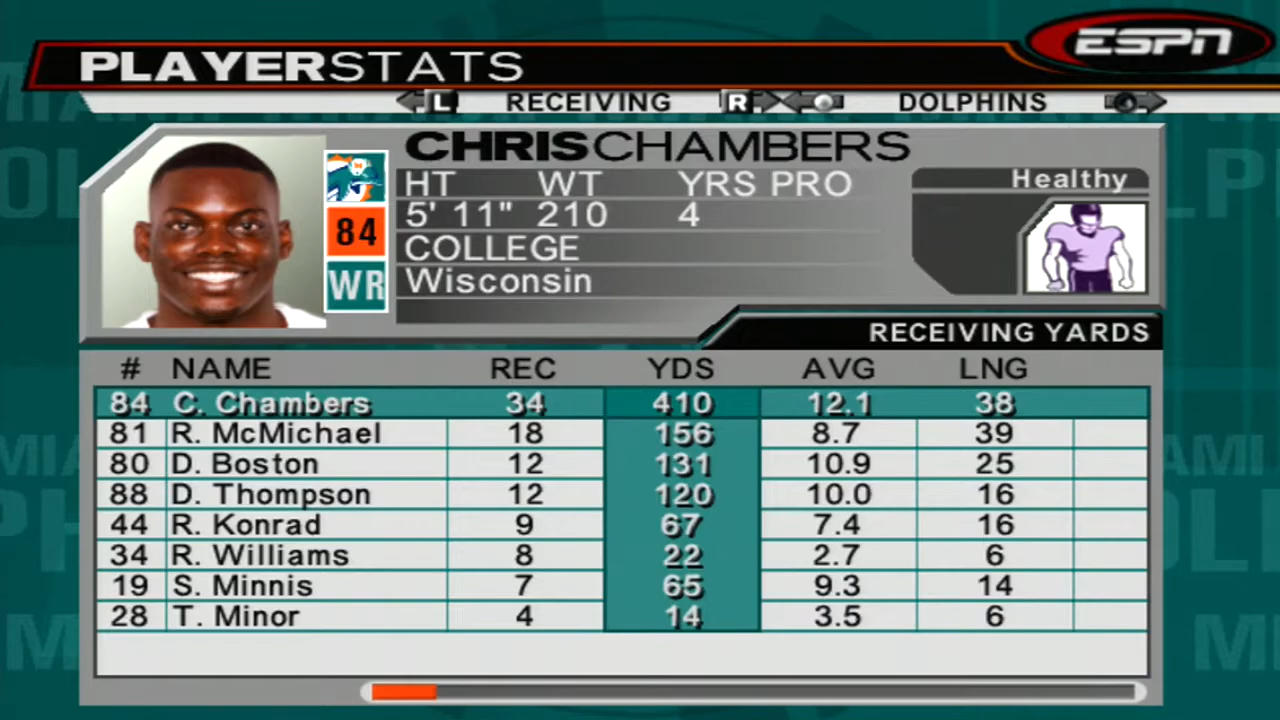 ESPN
PLAYERSTATS
L RECEIVING R DOLPHINS
CHRISCHAMBERS
HT WT YRS PRO
5' 11" 210 4
COLLEGE
Wisconsin
84
WR
Healthy
RECEIVING YARDS
# NAME REC YDS AVG LNG
84 C. Chambers 34 410 12.1 38
81 R. McMichael 18 156 8.7 39
80 D. Boston 12 131 10.9 25
88 D. Thompson 12 120 10.0 16
44 R. Konrad 9 67 7.4 16
34 R. Williams 8 22 2.7 6
19 S. Minnis 7 65 9.3 14
28 T. Minor 4 14 3.5 6